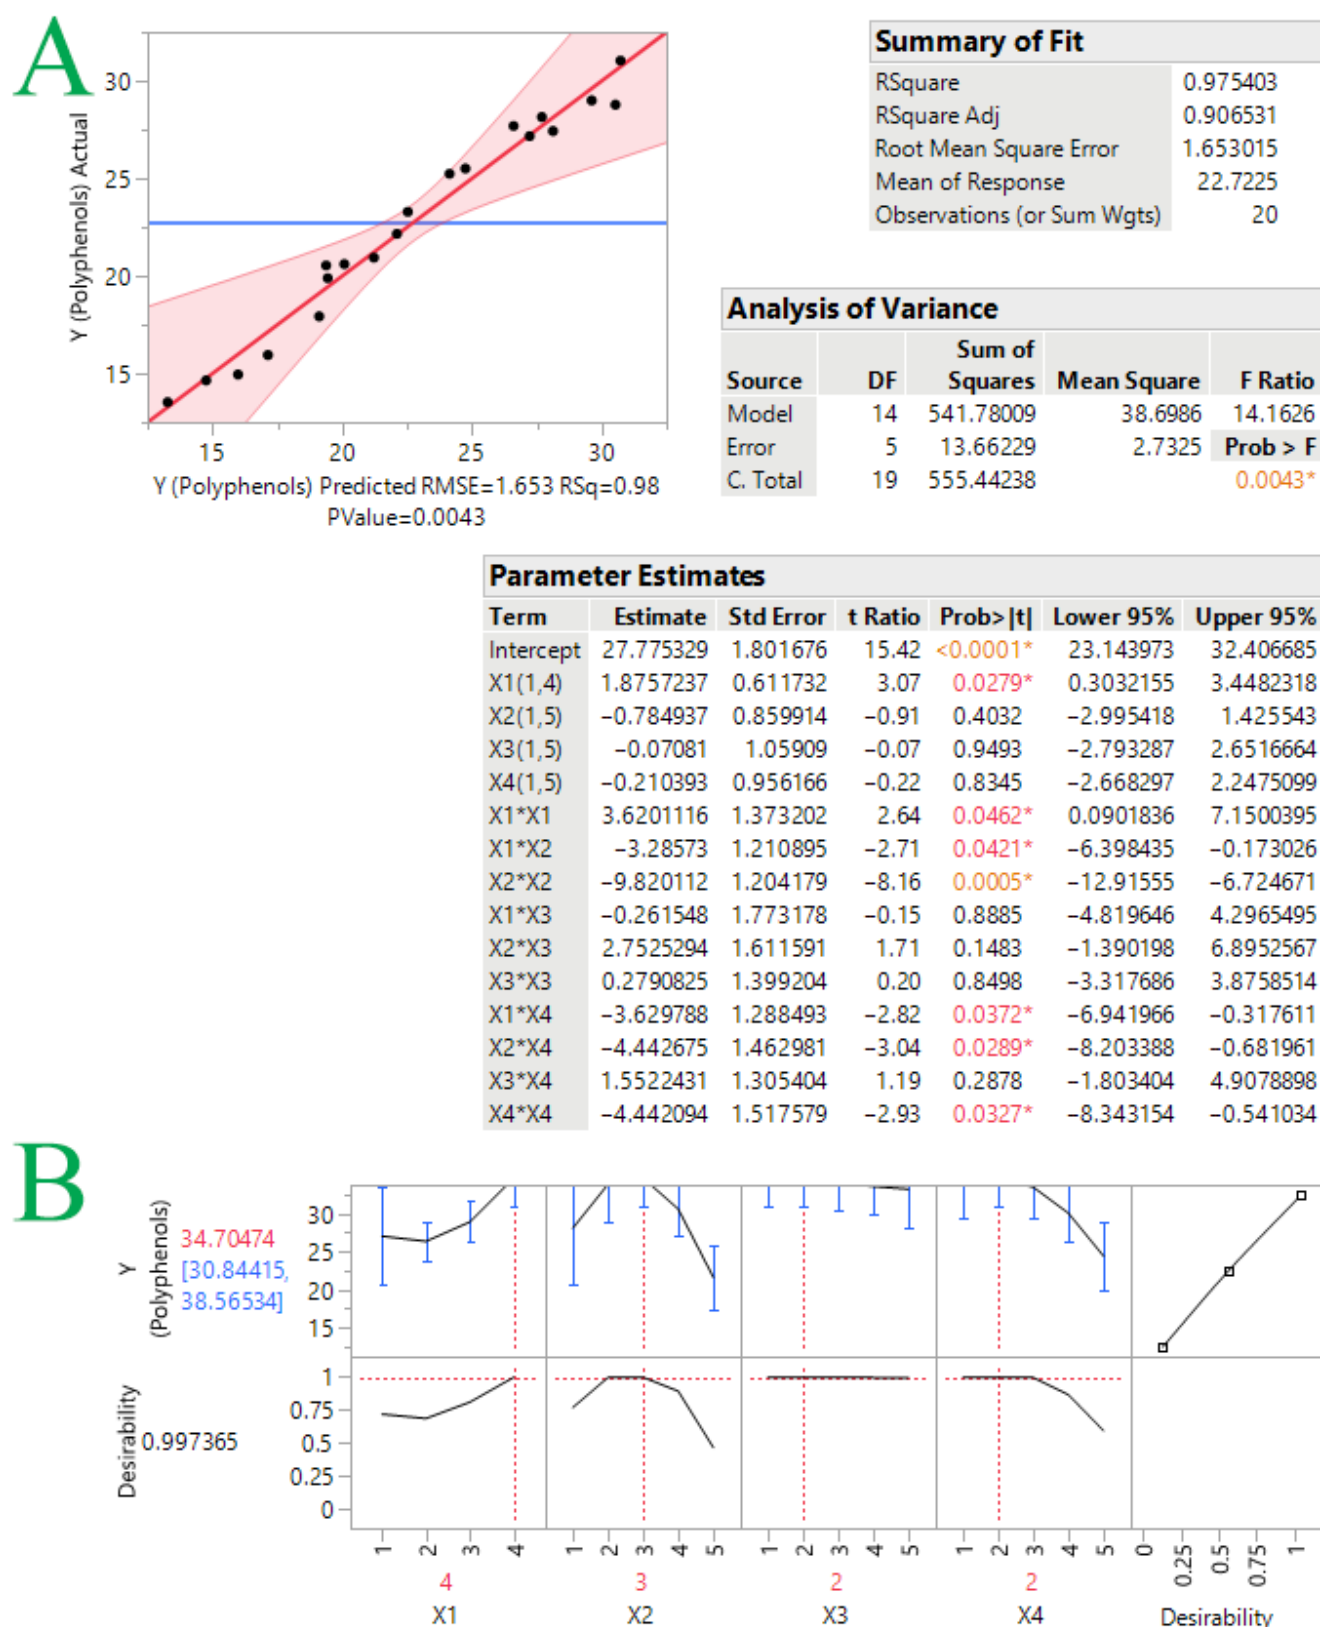 A
Y (Polyphenols) Actual
30
25
20
15
15 20 25 30
Y (Polyphenols) Predicted RMSE=1.653 RSq=0.98
PValue=0.0043
Summary of Fit
RSquare 0.975403
RSquare Adj 0.906531
Root Mean Square Error 1.653015
Mean of Response 22.7225
Observations (or Sum Wgts) 20
Analysis of Variance
Sum of
Source DF Squares Mean Square F Ratio
Model 14 541.78009 38.6986 14.1626
Error 5 13.66229 2.7325 Prob > F
C. Total 19 555.44238 0.0043*
Parameter Estimates
Term Estimate Std Error t Ratio Prob>|t| Lower 95% Upper 95%
Intercept 27.775329 1.801676 15.42 <0.0001* 23.143973 32.406685
X1(1,4) 1.8757237 0.611732 3.07 0.0279* 0.3032155 3.4482318
X2(1,5) −0.784937 0.859914 −0.91 0.4032 −2.995418 1.425543
X3(1,5) −0.07081 1.05909 −0.07 0.9493 −2.793287 2.6516664
X4(1,5) −0.210393 0.956166 −0.22 0.8345 −2.668297 2.2475099
X1*X1 3.6201116 1.373202 2.64 0.0462* 0.0901836 7.1500395
X1*X2 −3.28573 1.210895 −2.71 0.0421* −6.398435 −0.173026
X2*X2 −9.820112 1.204179 −8.16 0.0005* −12.91555 −6.724671
X1*X3 −0.261548 1.773178 −0.15 0.8885 −4.819646 4.2965495
X2*X3 2.7525294 1.611591 1.71 0.1483 −1.390198 6.8952567
X3*X3 0.2790825 1.399204 0.20 0.8498 −3.317686 3.8758514
X1*X4 −3.629788 1.288493 −2.82 0.0372* −6.941966 −0.317611
X2*X4 −4.442675 1.462981 −3.04 0.0289* −8.203388 −0.681961
X3*X4 1.5522431 1.305404 1.19 0.2878 −1.803404 4.9078898
X4*X4 −4.442094 1.517579 −2.93 0.0327* −8.343154 −0.541034
B
Y
(Polyphenols)
34.70474
[30.84415,
38.56534]
30
25
20
15
Desirability
0.997365
1
0.75
0.5
0.25
0
1 2 3 4 1 2 3 4 5 1 2 3 4 5 1 2 3 4 5 0 0.25 0.5 0.75 1
4 3 2 2
X1 X2 X3 X4 Desirability